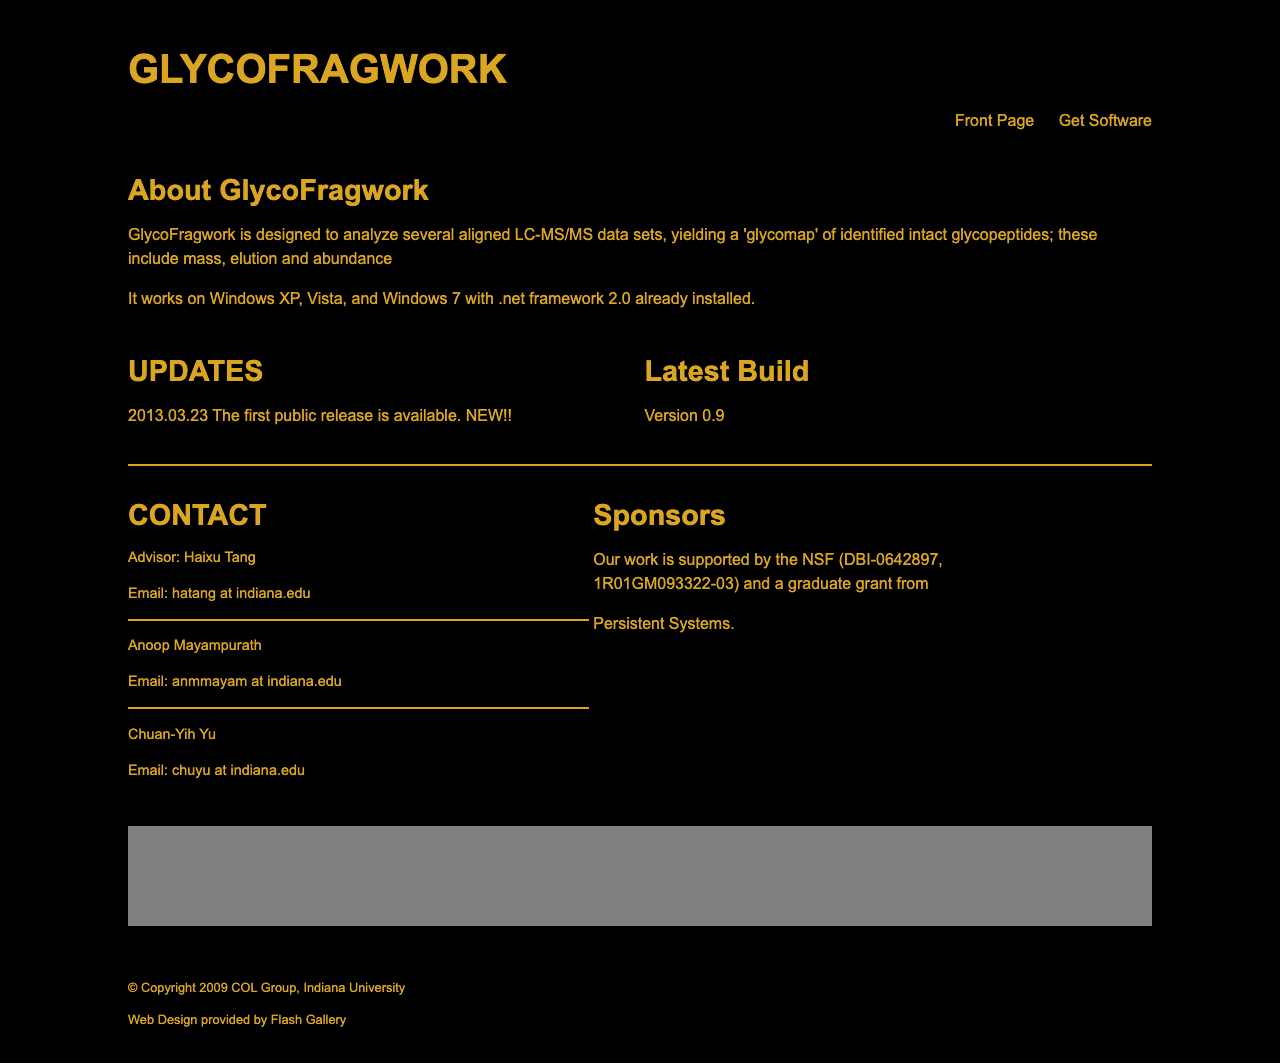 GLYCOFRAGWORK
Front Page Get Software
About GlycoFragwork
GlycoFragwork is designed to analyze several aligned LC-MS/MS data sets, yielding a 'glycomap' of identified intact glycopeptides; these
include mass, elution and abundance
It works on Windows XP, Vista, and Windows 7 with .net framework 2.0 already installed.
UPDATES
2013.03.23 The first public release is available. NEW!!
Latest Build
Version 0.9
CONTACT
Advisor: Haixu Tang
Email: hatang at indiana.edu
Anoop Mayampurath
Email: anmmayam at indiana.edu
Chuan-Yih Yu
Email: chuyu at indiana.edu
Sponsors
Our work is supported by the NSF (DBI-0642897,
1R01GM093322-03) and a graduate grant from
Persistent Systems.
© Copyright 2009 COL Group, Indiana University
Web Design provided by Flash Gallery